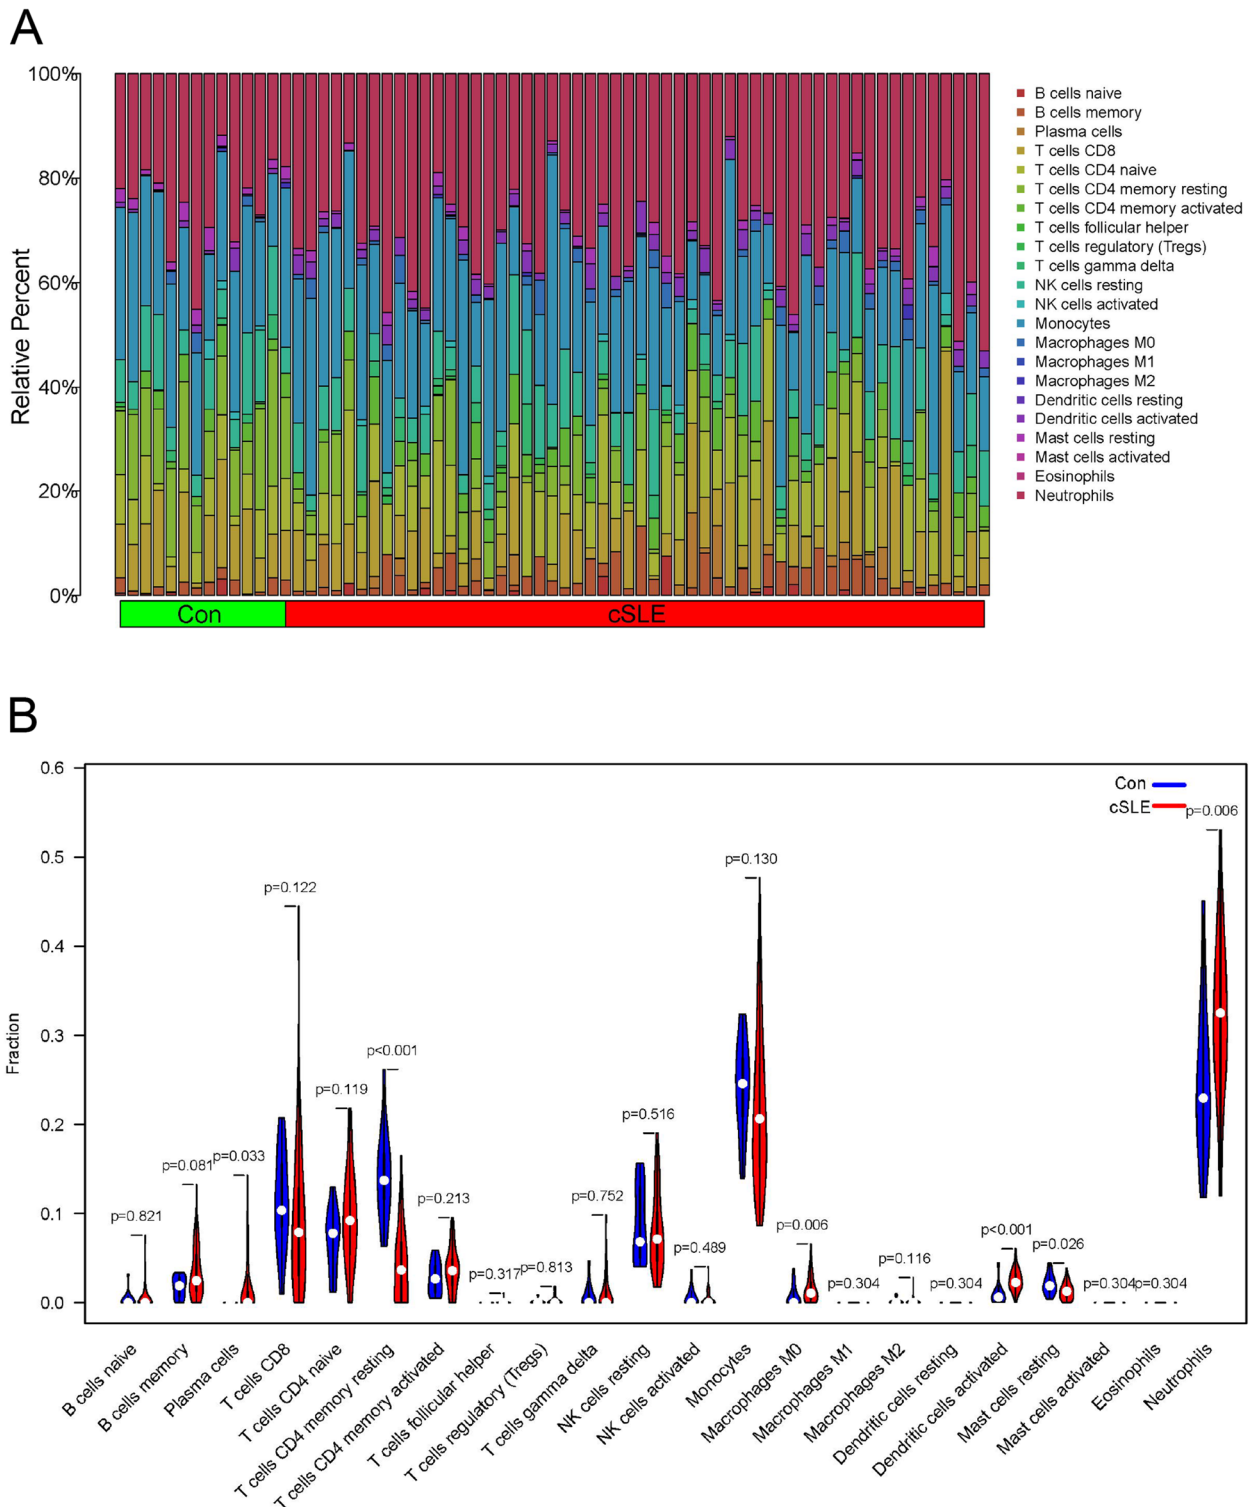 A
Relative Percent
100%
80%
60%
40%
20%
0%
Con
cSLE
B cells naive
B cells memory
Plasma cells
T cells CD8
T cells CD4 naive
T cells CD4 memory resting
T cells CD4 memory activated
T cells follicular helper
T cells regulatory (Tregs)
T cells gamma delta
NK cells resting
NK cells activated
Monocytes
Macrophages M0
Macrophages M1
Macrophages M2
Dendritic cells resting
Dendritic cells activated
Mast cells resting
Mast cells activated
Eosinophils
Neutrophils
B
Fraction
0.6
0.5
0.4
0.3
0.2
0.1
0.0
Con
cSLE
p=0.821
p=0.081
p=0.033
p=0.122
p=0.119
p<0.001
p=0.213
p=0.317
p=0.813
p=0.752
p=0.516
p=0.489
p=0.130
p=0.006
p=0.304
p=0.116
p=0.304
p<0.001
p=0.026
p=0.304
p=0.304
p=0.006
B cells naive
B cells memory
Plasma cells
T cells CD8
T cells CD4 naive
T cells CD4 memory resting
T cells CD4 memory activated
T cells follicular helper
T cells regulatory (Tregs)
T cells gamma delta
NK cells resting
NK cells activated
Monocytes
Macrophages M0
Macrophages M1
Macrophages M2
Dendritic cells resting
Dendritic cells activated
Mast cells resting
Mast cells activated
Eosinophils
Neutrophils